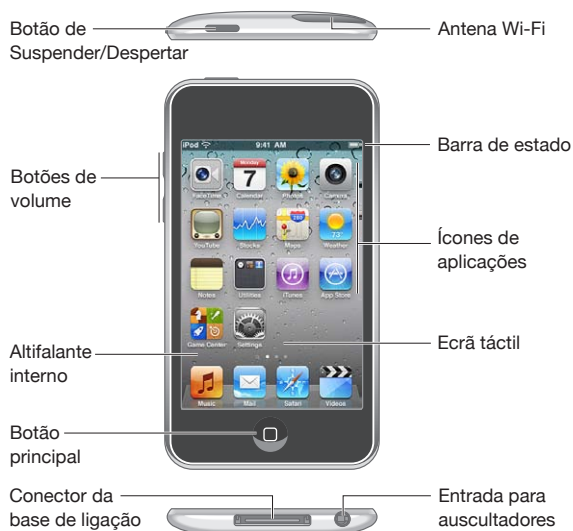 Botão de
Suspender/Despertar
Antena Wi-Fi
iPod 9:41 AM
Barra de estado
Botões de
volume
Monday
7
FaceTime Calendar Photos Camera
73°
YouTube Stocks Maps Weather
Ícones de
aplicações
Notes Utilities iTunes App Store
Game Center Settings
Altifalante
interno
Ecrã táctil
Music Mail Safari Videos
Botão
principal
Conector da
base de ligação
Entrada para
auscultadores